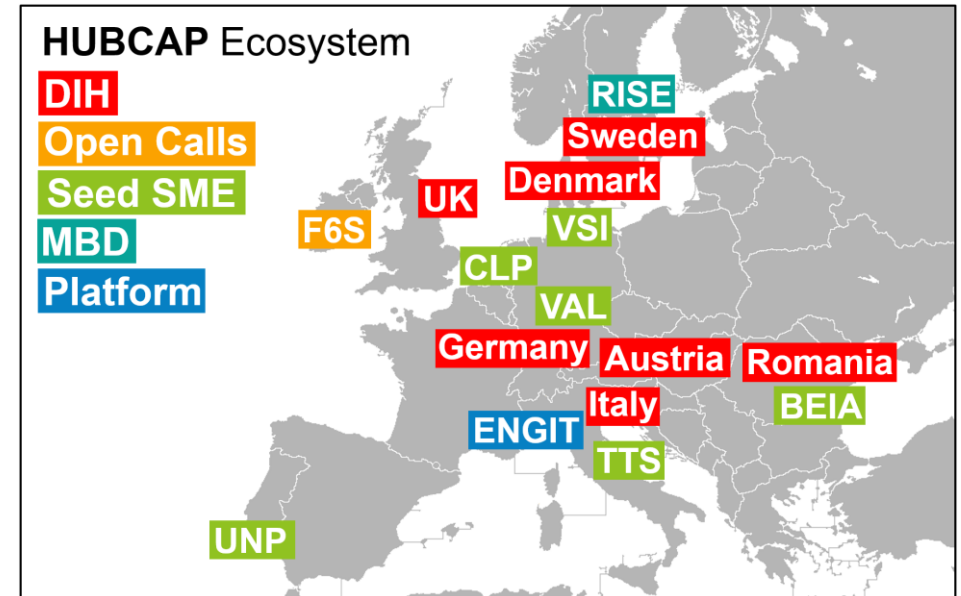 HUBCAP Ecosystem
DIH
Open Calls
Seed SME
MBD
Platform
RISE
Sweden
Denmark
UK
F6S
VSI
CLP
VAL
Germany
Austria
Romania
Italy
BEIA
ENGIT
TTS
UNP